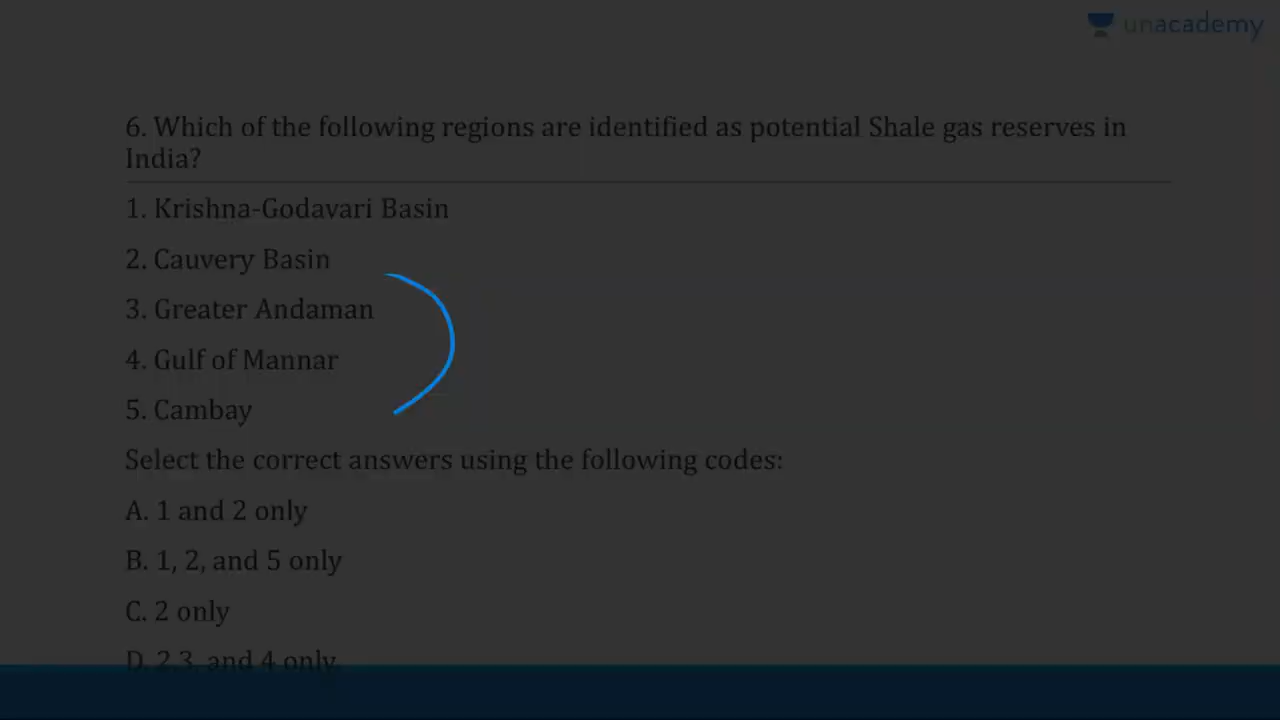 unacademy
6. Which of the following regions are identified as potential Shale gas reserves in
India?
1. Krishna-Godavari Basin
2. Cauvery Basin
3. Greater Andaman
4. Gulf of Mannar
5. Cambay
Select the correct answers using the following codes:
A. 1 and 2 only
B. 1, 2, and 5 only
C. 2 only
D. 2,3, and 4 only.